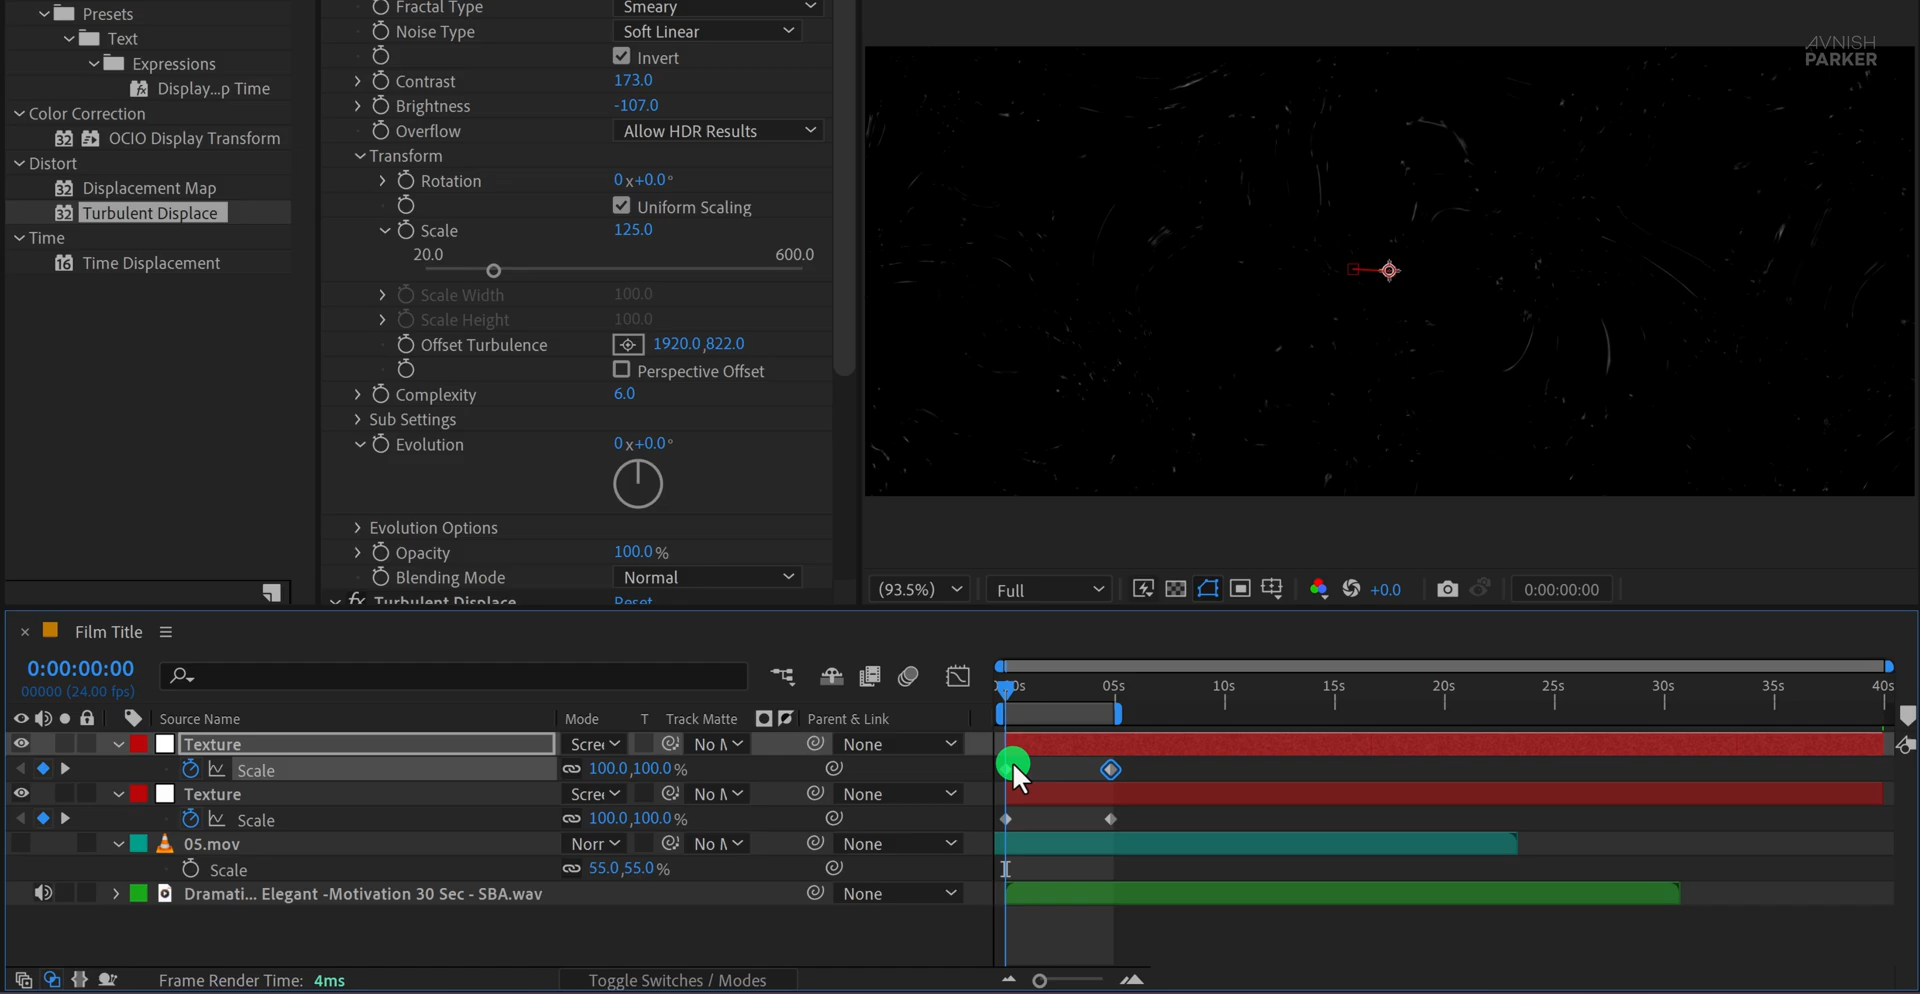 Presets
Text
Expressions
Display...p Time
Color Correction
OCIO Display Transform
Distort
Displacement Map
Turbulent Displace
Time
Time Displacement
Fractal Type Smeary
Noise Type Soft Linear
Invert
Contrast 173.0
Brightness -107.0
Overflow Allow HDR Results
Transform
Rotation 0 x+0.0°
Uniform Scaling
Scale 125.0
20.0 600.0
Scale Width 100.0
Scale Height 100.0
Offset Turbulence 1920.0,822.0
Perspective Offset
Complexity 6.0
Sub Settings
Evolution 0 x+0.0°
Evolution Options
Opacity 100.0 %
Blending Mode Normal
Turbulent Displace Reset
AVNISH
PARKER
(93.5%) Full +0.0 0:00:00:00
Film Title
0:00:00:00
00000 (24.00 fps)
05s 10s 15s 20s 25s 30s 35s 40s
Source Name Mode T Track Matte Parent & Link
Texture Scre No M None
Scale 100.0,100.0 %
Texture Scre No M None
Scale 100.0,100.0 %
05.mov Norr No M None
Scale 55.0,55.0 %
Dramati... Elegant -Motivation 30 Sec - SBA.wav None
Frame Render Time: 4ms Toggle Switches / Modes